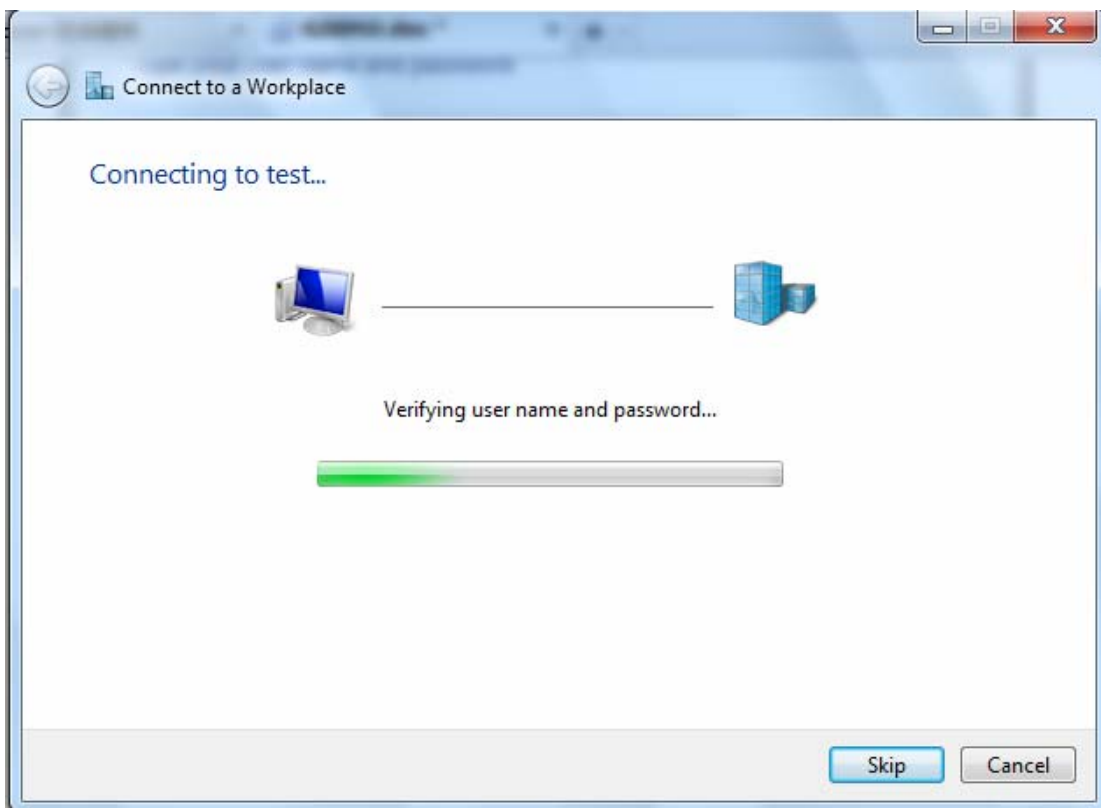 Connect to a Workplace
Connecting to test...
Verifying user name and password...
Skip
Cancel